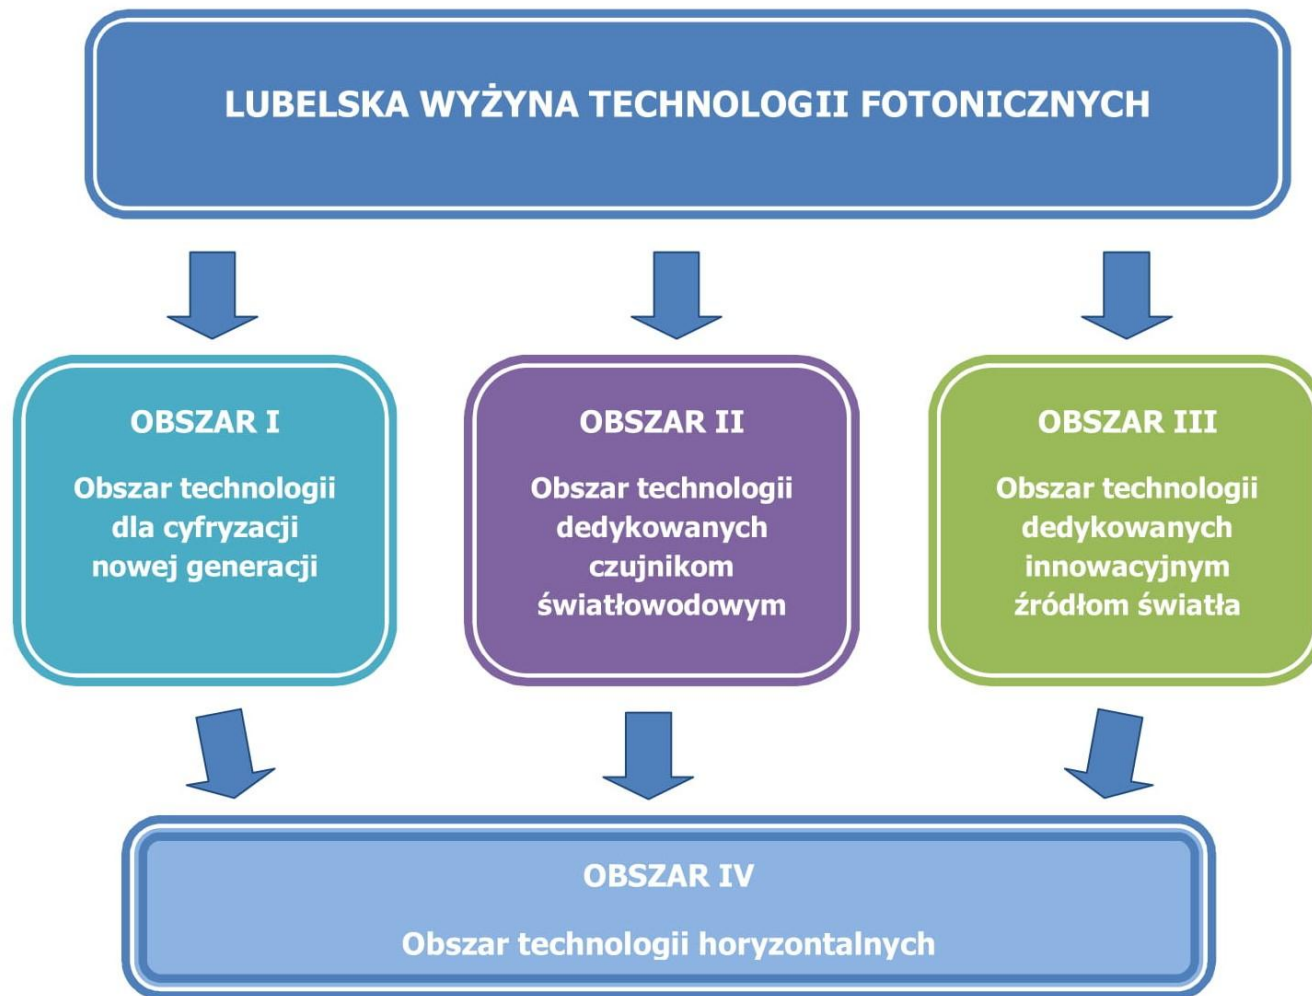 LUBELSKA WYŻYNA TECHNOLOGII FOTONICZNYCH
OBSZAR I
Obszar technologii
dla cyfryzacji
nowej generacji
OBSZAR II
Obszar technologii
dedykowanych
czujnikom
światłowodowym
OBSZAR III
Obszar technologii
dedykowanych
innowacyjnym
źródłom światła
OBSZAR IV
Obszar technologii horyzontalnych